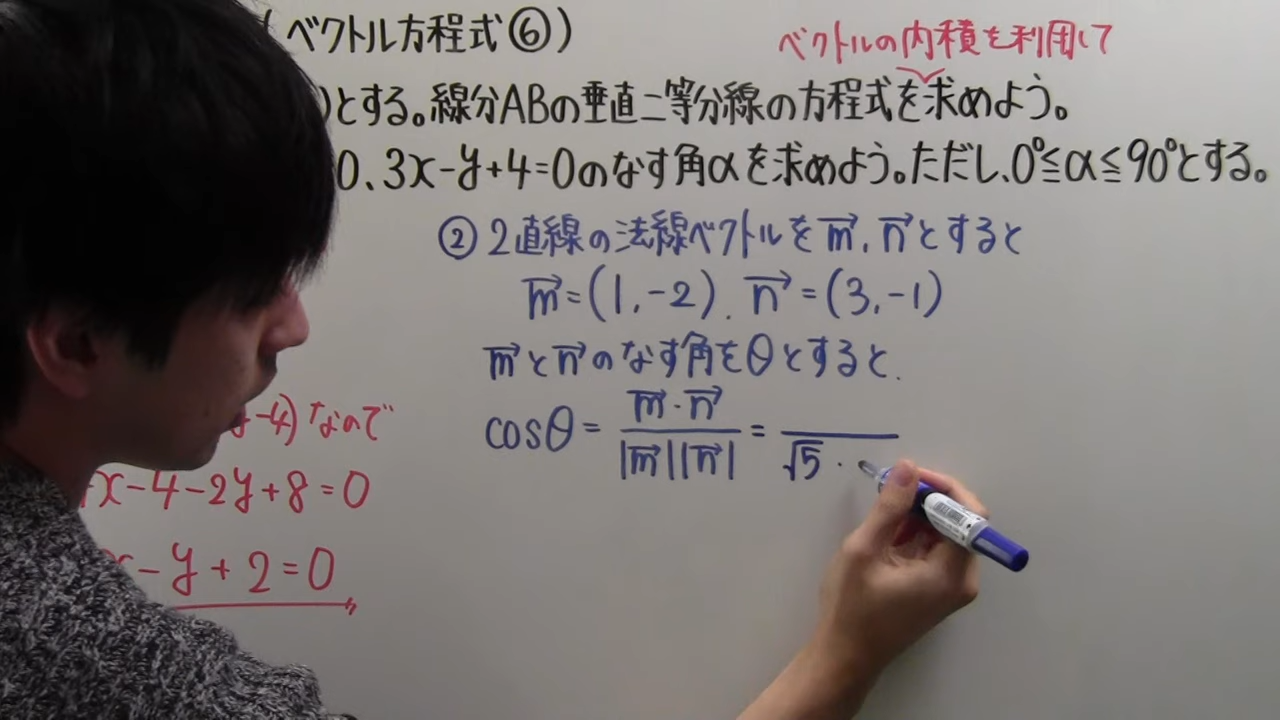 (ベクトル方程式⑥)
ベクトルの内積を利用して
)とする。線分ABの垂直二等分線の方程式を求めよう。
0、3x-y+4=0のなす角αを求めよう。ただし、0°≦α≦90°とする。
② 2直線の法線ベクトルをm→, n→とすると
m→=(1,-2), n→=(3,-1)
m→とn→のなす角をθとすると、
cosθ= m→・n→ / |m→||n→| = / √5・
-4)なので
x-4-2y+8=0
-y+2=0